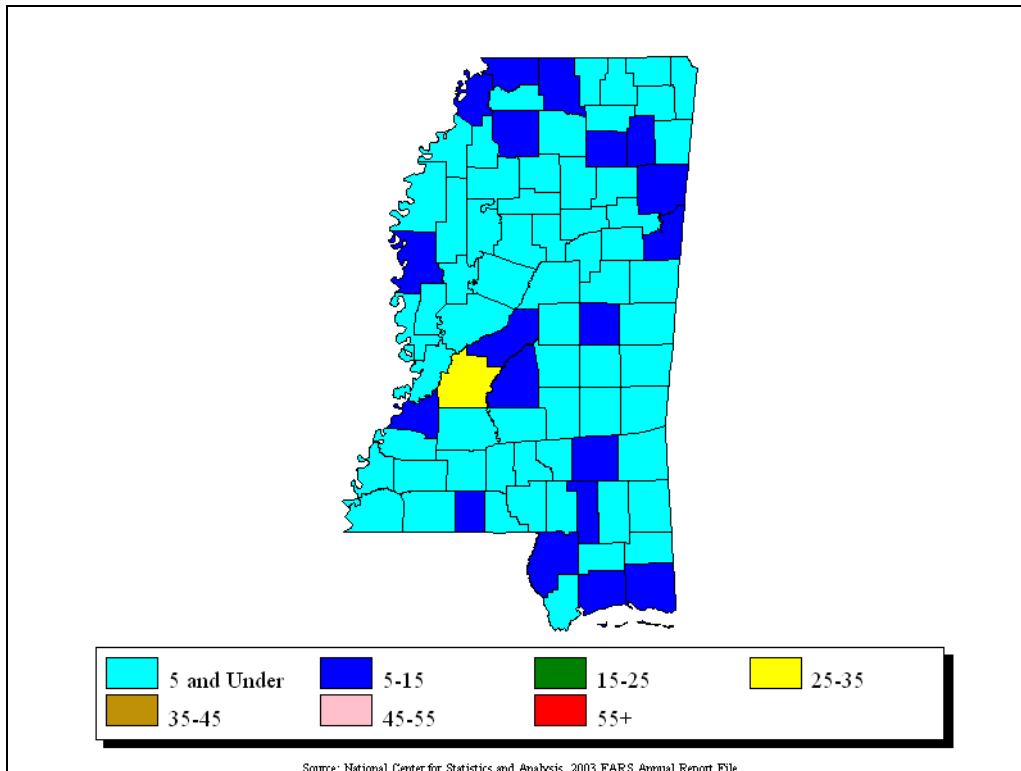 5 and Under 5-15 15-25 25-35
35-45 45-55 55+
Source: National Center for Statistics and Analysis, 2003 FARS Annual Report File